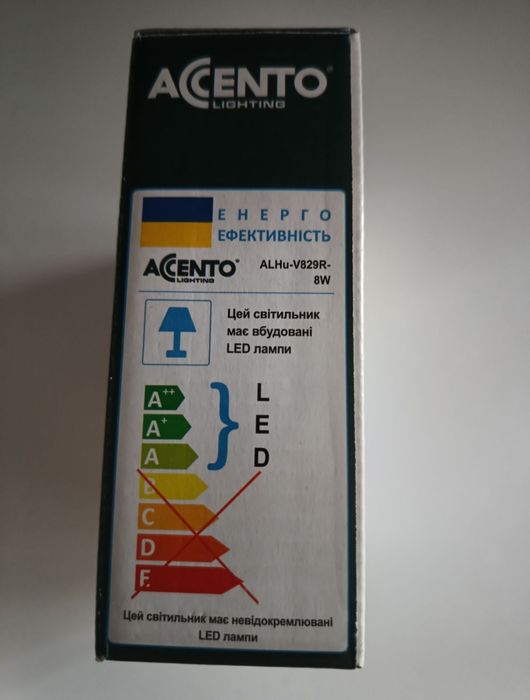 ACCENTO®
LIGHTING
ЕНЕРГО
ЕФЕКТИВНІСТЬ
ACCENTO®
LIGHTING
ALHu-V829R-
8W
Цей світильник
має вбудовані
LED лампи
A++
A+
A
B
C
D
E
L
E
D
Цей світильник має невідокремлювані
LED лампи